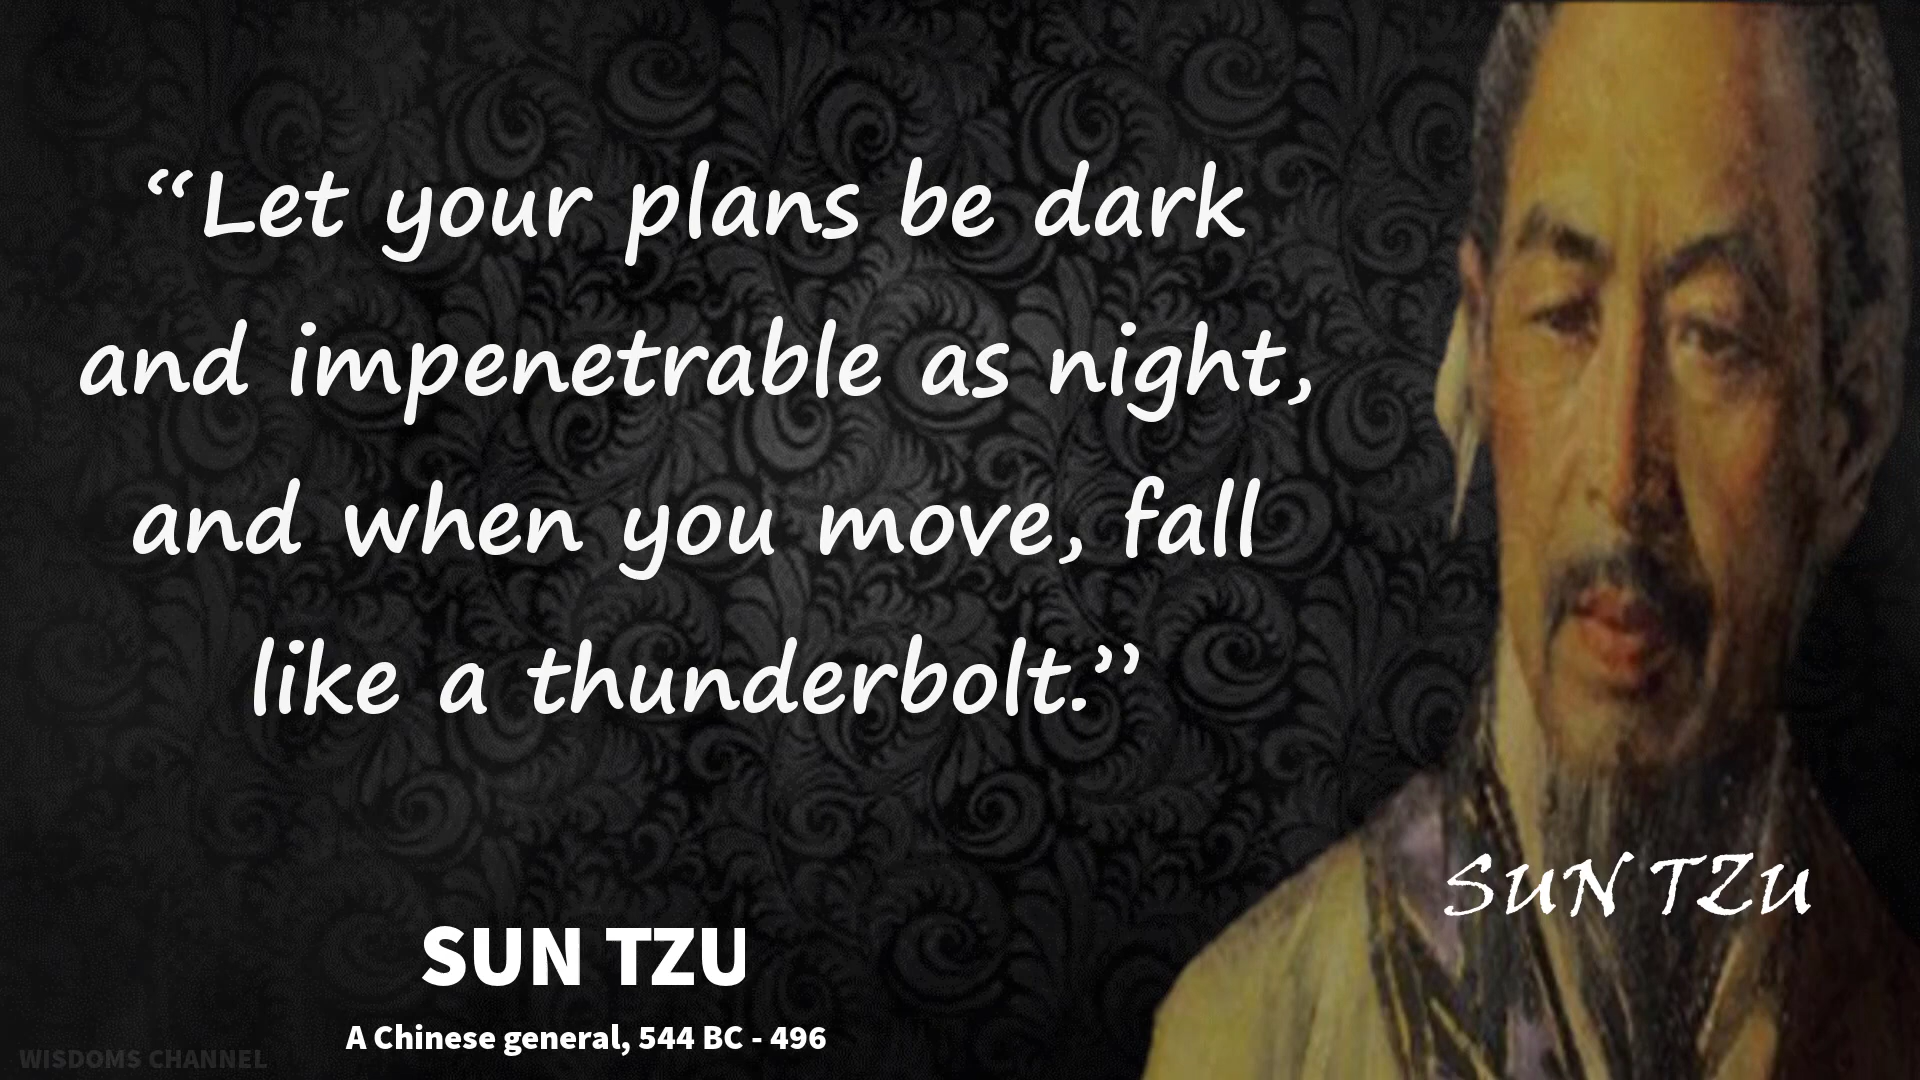 “Let your plans be dark
and impenetrable as night,
and when you move, fall
like a thunderbolt.”
SUN TZU
SUN TZU
A Chinese general, 544 BC - 496
WISDOMS CHANNEL